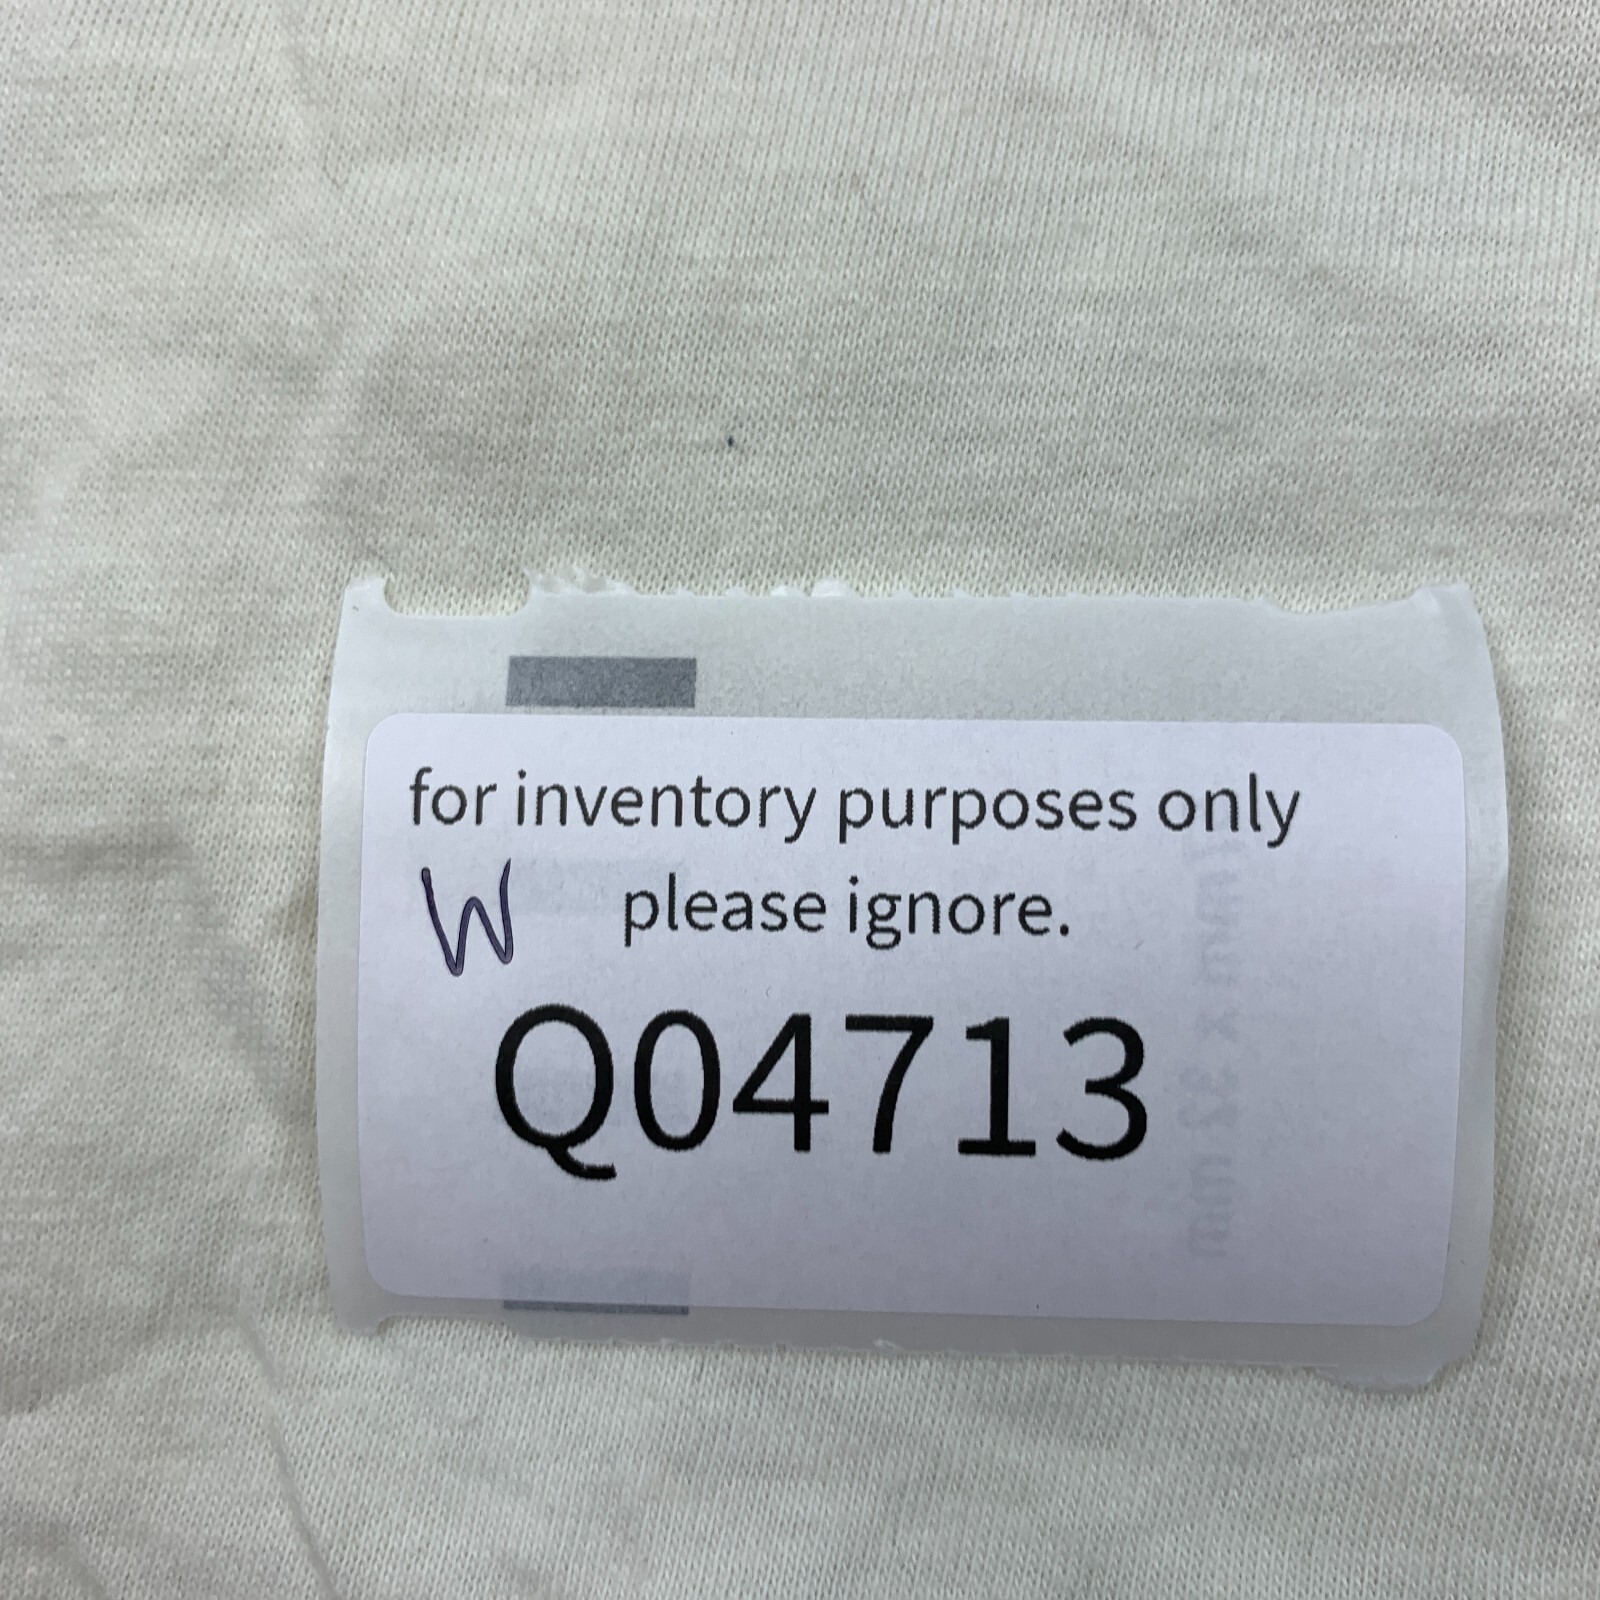 for inventory purposes only
W please ignore.
Q04713